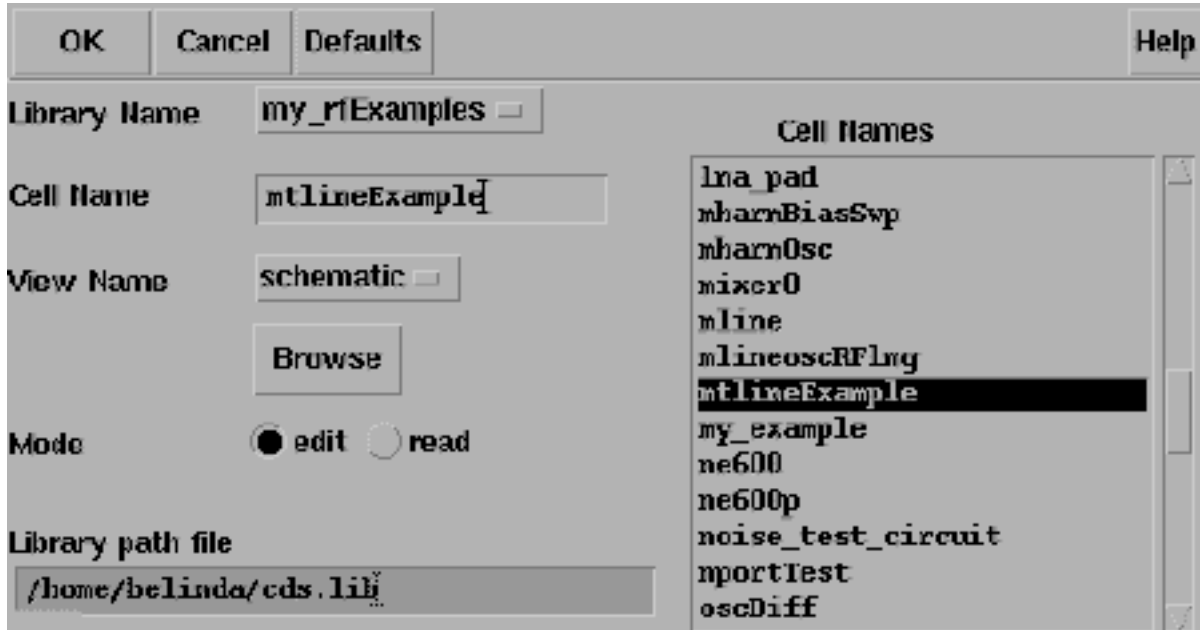 OK Cancel Defaults Help
Library Name my_rfExamples
Cell Name mtlineExample
View Name schematic
Browse
Mode edit read
Library path file
/home/belinda/cds.lib
Cell Names
lna_pad
mharmBiasSwp
mharmOsc
mixer0
mline
mlineoscRFlmg
mtlineExample
my_example
ne600
ne600p
noise_test_circuit
nportTest
oscDiff